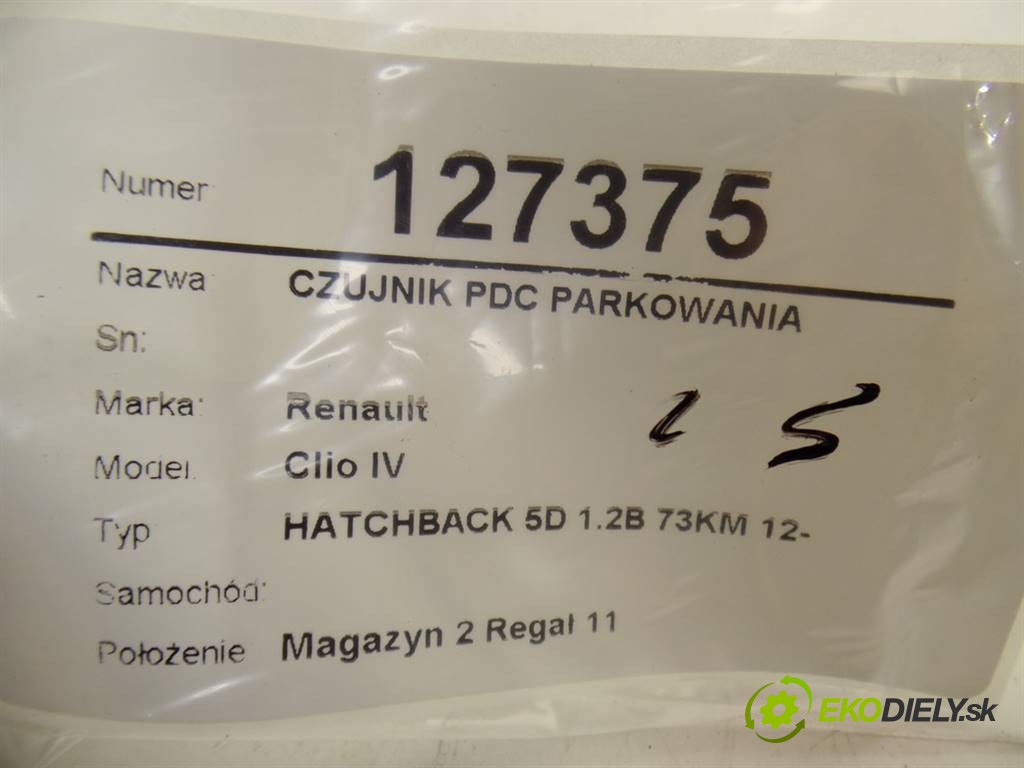 Numer 127375
Nazwa CZUJNIK PDC PARKOWANIA
Sn:
Marka: Renault
Model Clio IV
Typ HATCHBACK 5D 1.2B 73KM 12-
Samochód:
Położenie Magazyn 2 Regał 11
EKODIELY.sk